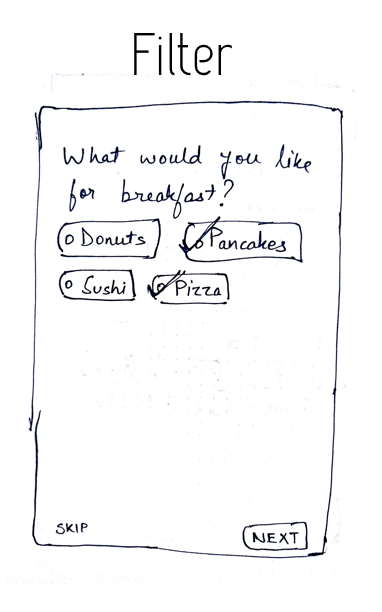 Filter
What would you like
for breakfast?
Donuts Pancakes
Sushi Pizza
SKIP NEXT